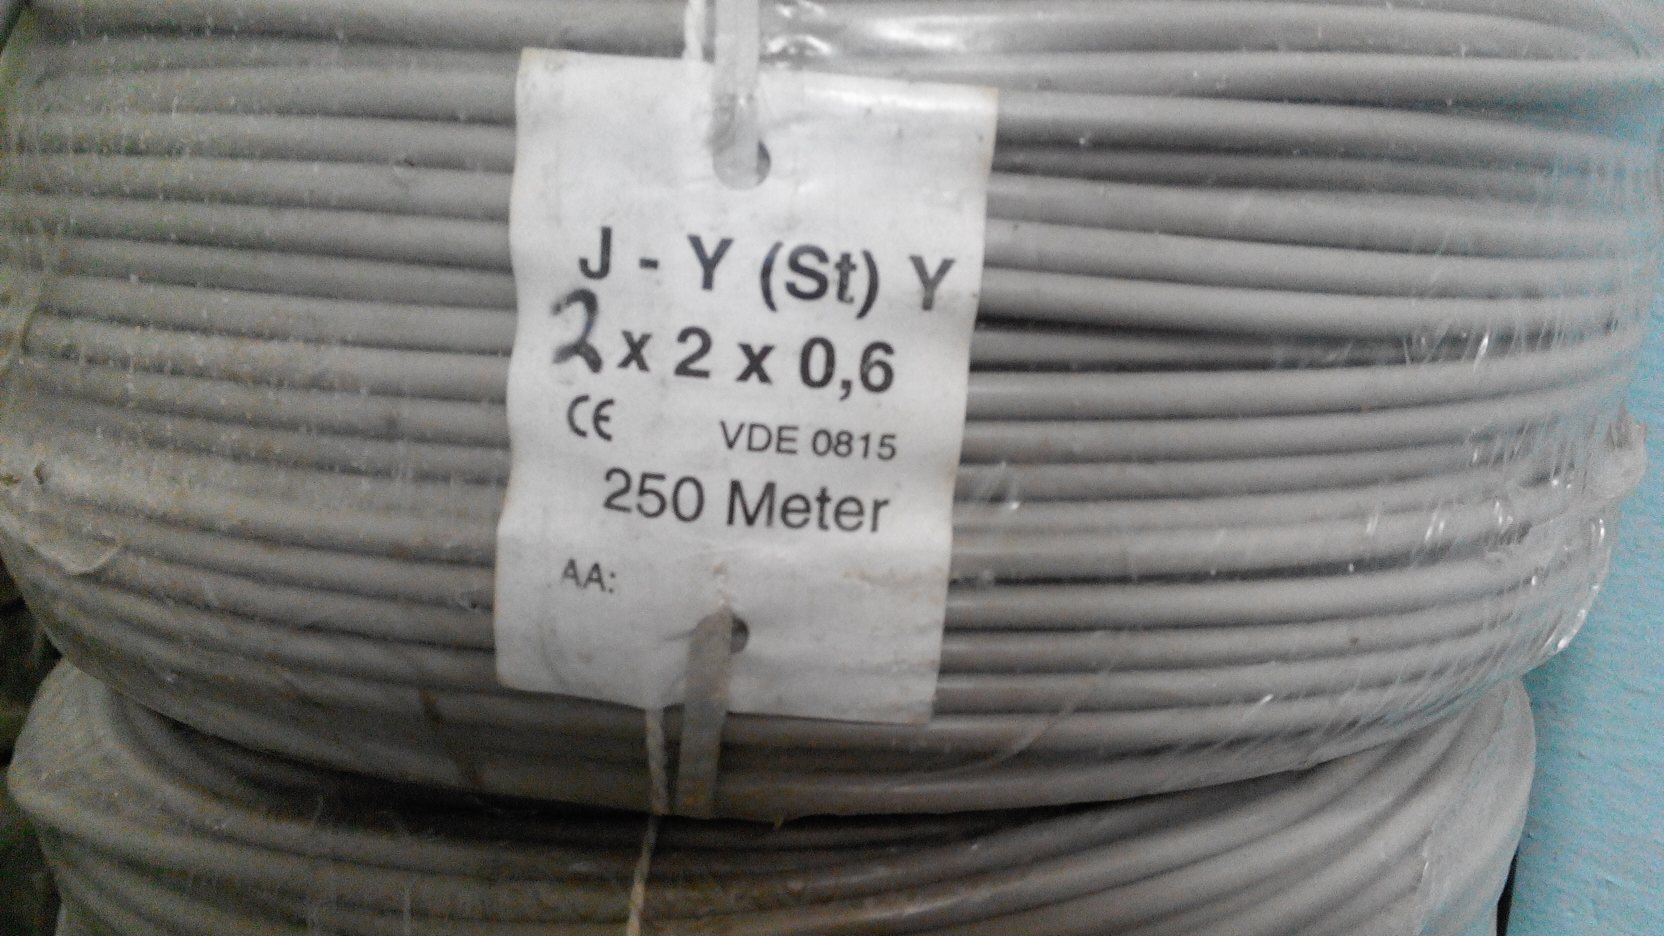 J - Y (St) Y
2 x 2 x 0,6
CE VDE 0815
250 Meter
AA: